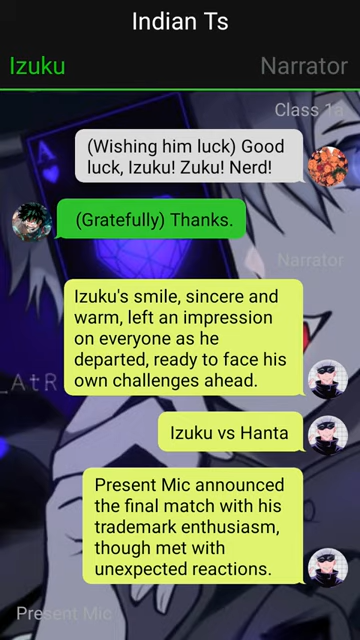 Indian Ts
Izuku
Narrator
Class 1a
(Wishing him luck) Good
luck, Izuku! Zuku! Nerd!
(Gratefully) Thanks.
Narrator
Izuku's smile, sincere and
warm, left an impression
on everyone as he
departed, ready to face his
own challenges ahead.
_AtR
Izuku vs Hanta
Present Mic announced
the final match with his
trademark enthusiasm,
though met with
unexpected reactions.
Present Mic